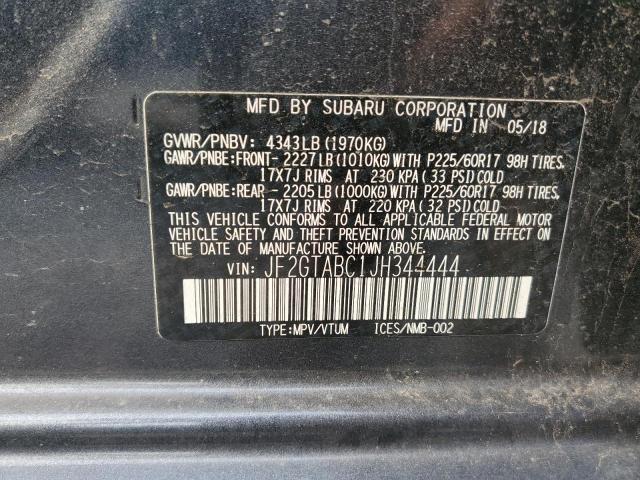 MFD BY SUBARU CORPORATION
MFD IN 05/18
GVWR/PNBV: 4343LB (1970KG)
GAWR/PNBE:FRONT- 2227LB(1010KG)WITH P225/60R17 98H TIRES,
17X7J RIMS AT 230 KPA (33 PSI)COLD
GAWR/PNBE:REAR - 2205LB(1000KG)WITH P225/60R17 98H TIRES,
17X7J RIMS AT 220 KPA (32 PSI)COLD
THIS VEHICLE CONFORMS TO ALL APPLICABLE FEDERAL MOTOR
VEHICLE SAFETY AND THEFT PREVENTION STANDARDS IN EFFECT ON
THE DATE OF MANUFACTURE SHOWN ABOVE.
VIN: JF2GTABC1JH344444
TYPE:MPV/VTUM ICES/NMB-002